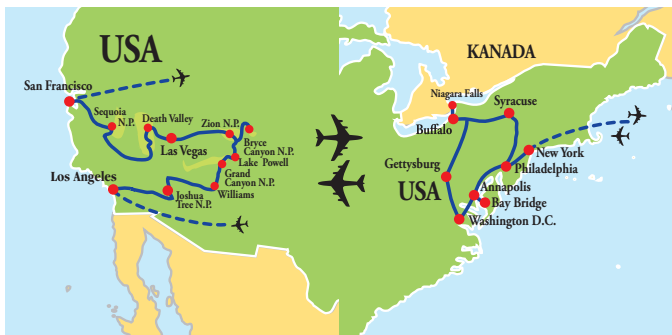 USA
San Francisco
Sequoia
N.P.
Death Valley
Zion N.P.
Las Vegas
Bryce
Canyon N.P.
Lake Powell
Grand
Canyon N.P.
Los Angeles
Joshua
Tree N.P.
Williams
KANADA
Niagara Falls
Buffalo
Syracuse
New York
Philadelphia
Gettysburg
USA
Annapolis
Bay Bridge
Washington D.C.